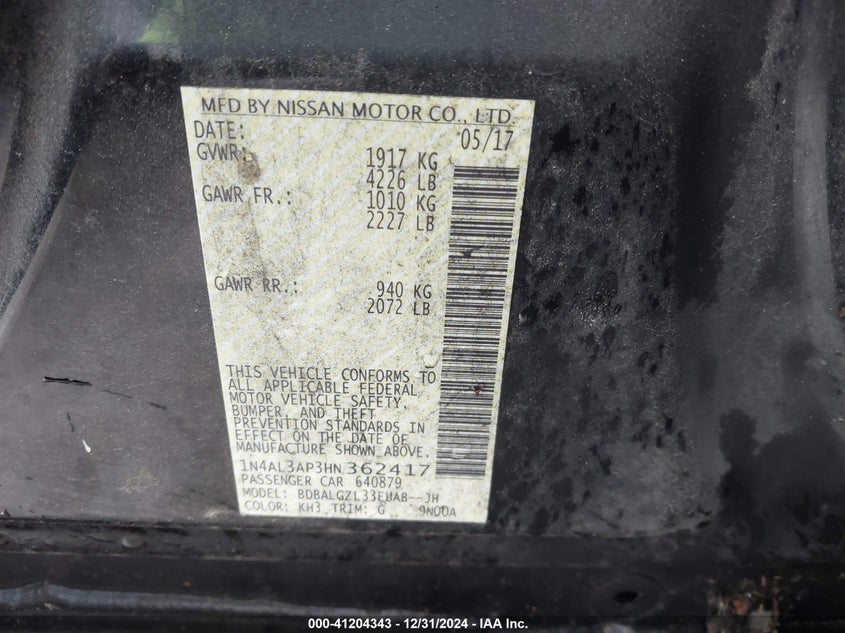 MFD BY NISSAN MOTOR CO., LTD.
DATE: 05/17
GVWR: 1917 KG
4226 LB
GAWR FR.: 1010 KG
2227 LB
GAWR RR.: 940 KG
2072 LB
THIS VEHICLE CONFORMS TO
ALL APPLICABLE FEDERAL
MOTOR VEHICLE SAFETY,
BUMPER, AND THEFT
PREVENTION STANDARDS IN
EFFECT ON THE DATE OF
MANUFACTURE SHOWN ABOVE.
1N4AL3AP3HN 362417
PASSENGER CAR 640879
MODEL: BDBALGZL33EUAB--JH
COLOR: KH3 TRIM: G 9N00A
000-41204343 - 12/31/2024 - IAA Inc.